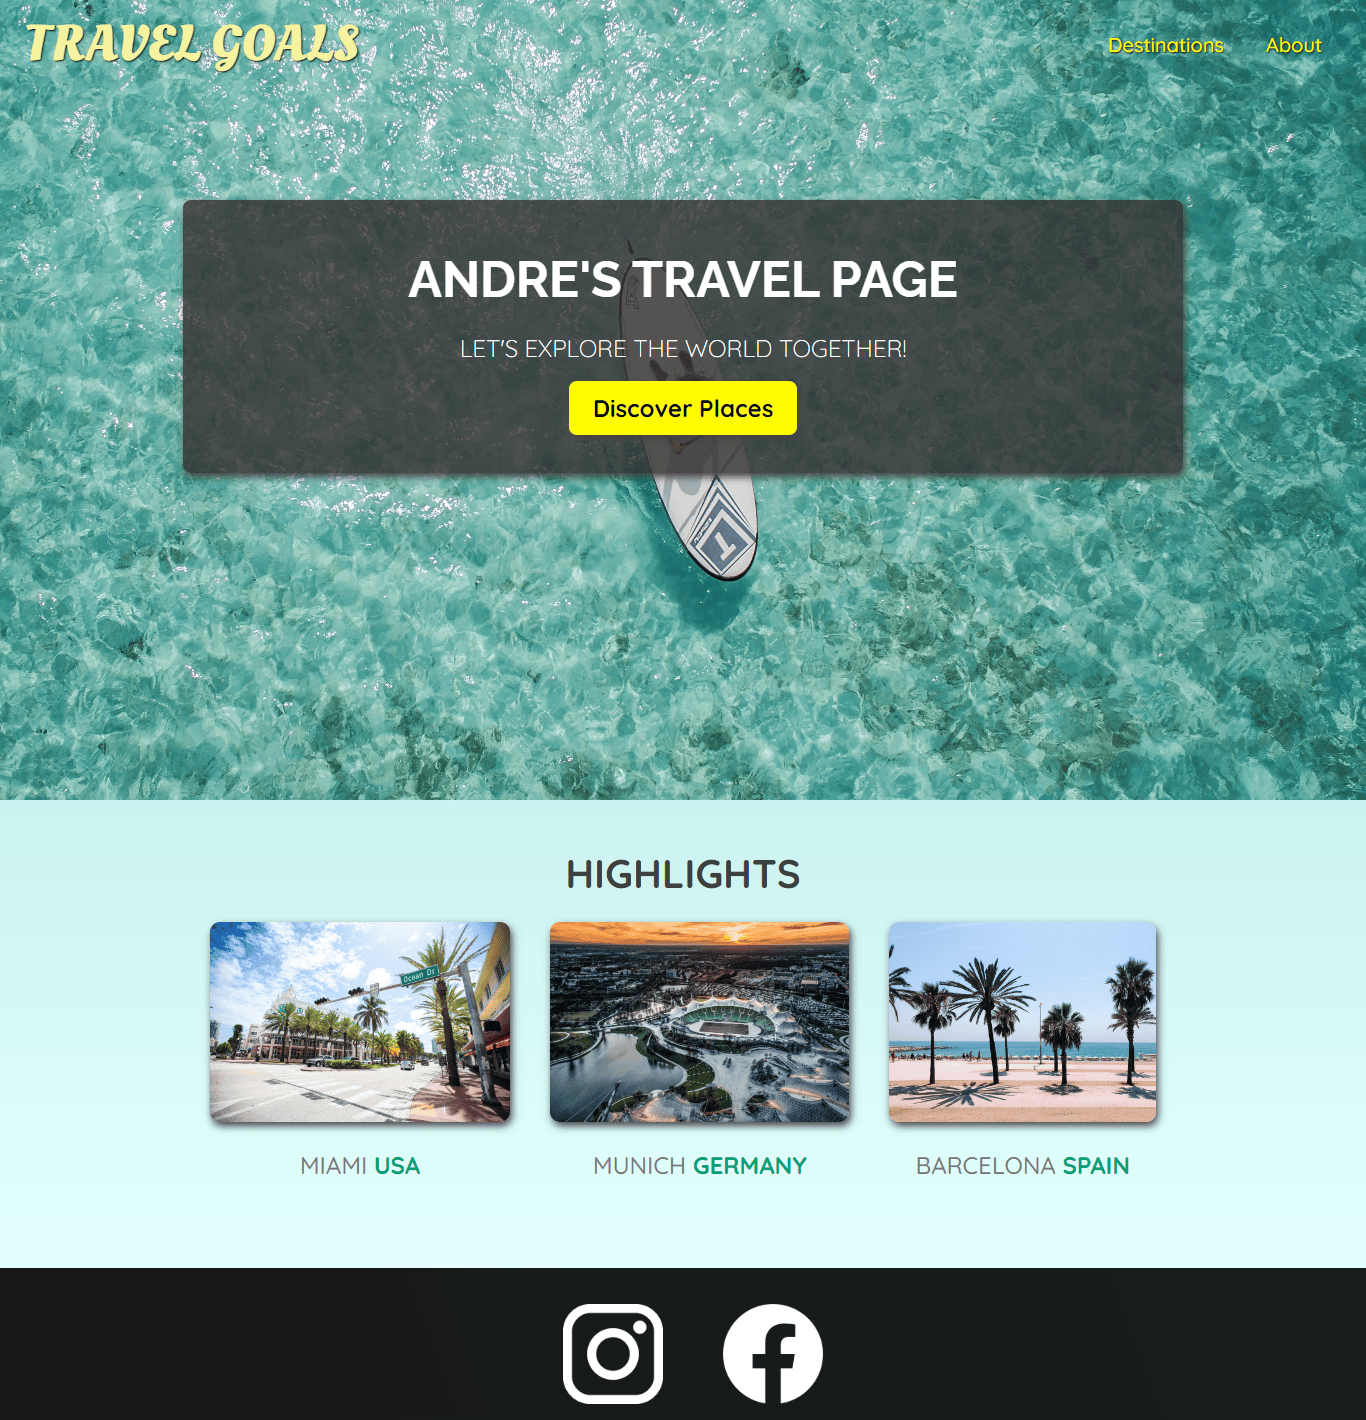 TRAVEL GOALS
Destinations
About
ANDRE'S TRAVEL PAGE
LET'S EXPLORE THE WORLD TOGETHER!
Discover Places
HIGHLIGHTS
Ocean Dr
MIAMI USA
MUNICH GERMANY
BARCELONA SPAIN